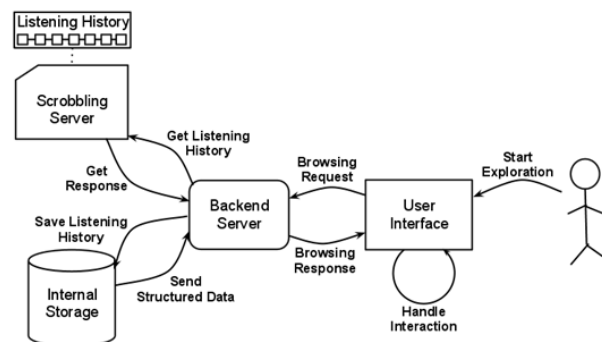 Listening History
Scrobbling
Server
Get Listening
History
Get
Response
Browsing
Request
Start
Exploration
Backend
Server
User
Interface
Save Listening
History
Browsing
Response
Send
Structured Data
Internal
Storage
Handle
Interaction